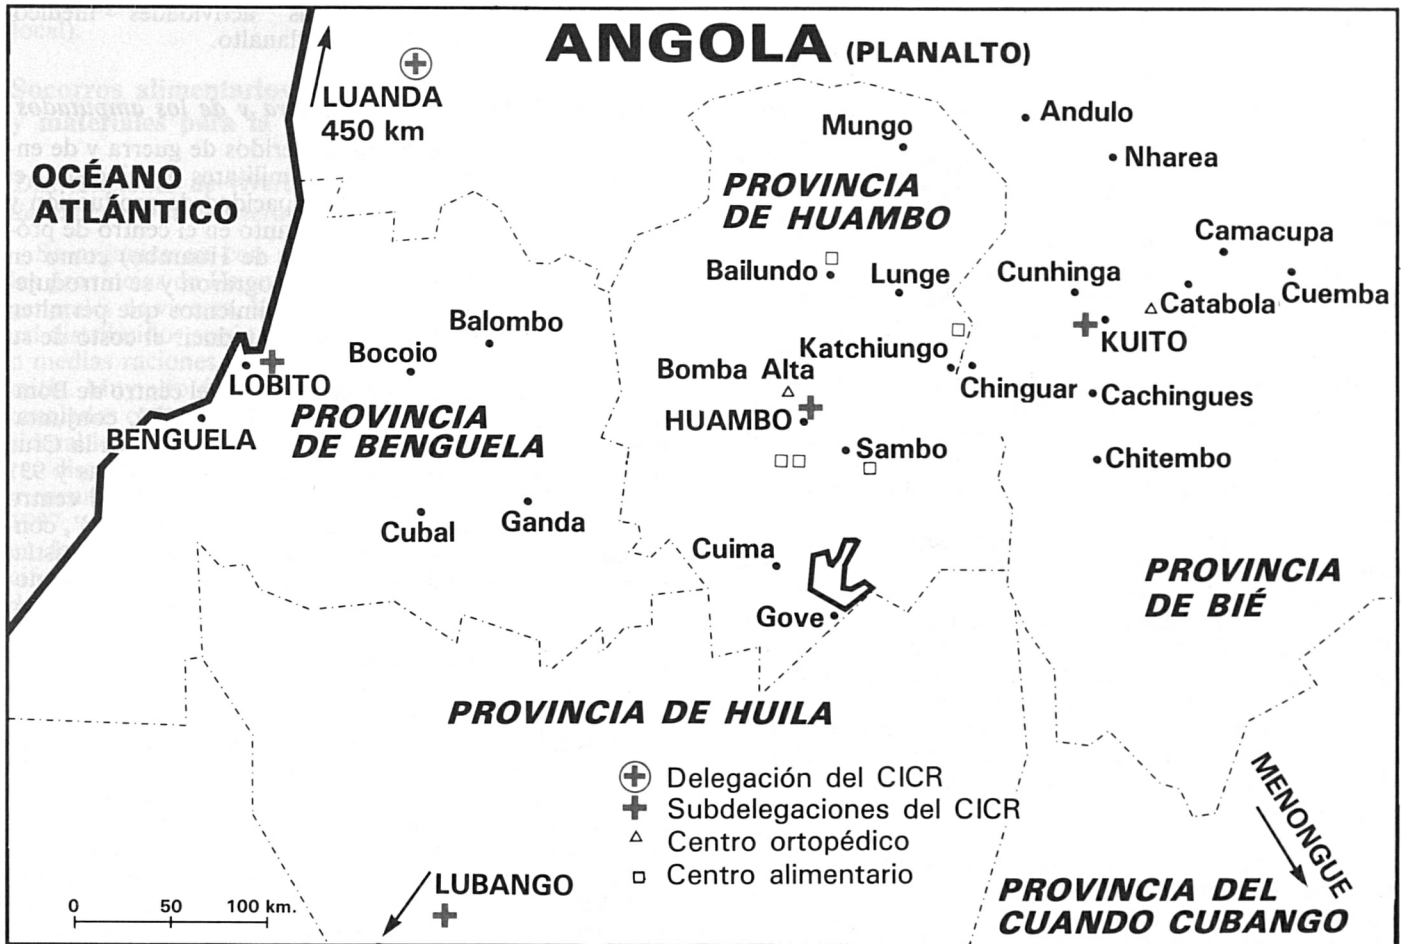 ANGOLA (PLANALTO)
LUANDA
450 km
OCÉANO
ATLÁNTICO
Mungo
Andulo
Nharea
PROVINCIA
DE HUAMBO
Camacupa
Bailundo
Lunge
Cunhinga
Catabola
Cuemba
Balombo
Bocoio
KUITO
Katchiungo
LOBITO
Bomba Alta
Chinguar
Cachingues
BENGUELA
PROVINCIA
DE BENGUELA
HUAMBO
Sambo
Chitembo
Cubal
Ganda
Cuima
PROVINCIA
DE BIÉ
Gove
PROVINCIA DE HUILA
Delegación del CICR
Subdelegaciones del CICR
Centro ortopédico
Centro alimentario
MENONGUE
LUBANGO
PROVINCIA DEL
CUANDO CUBANGO
0 50 100 km.